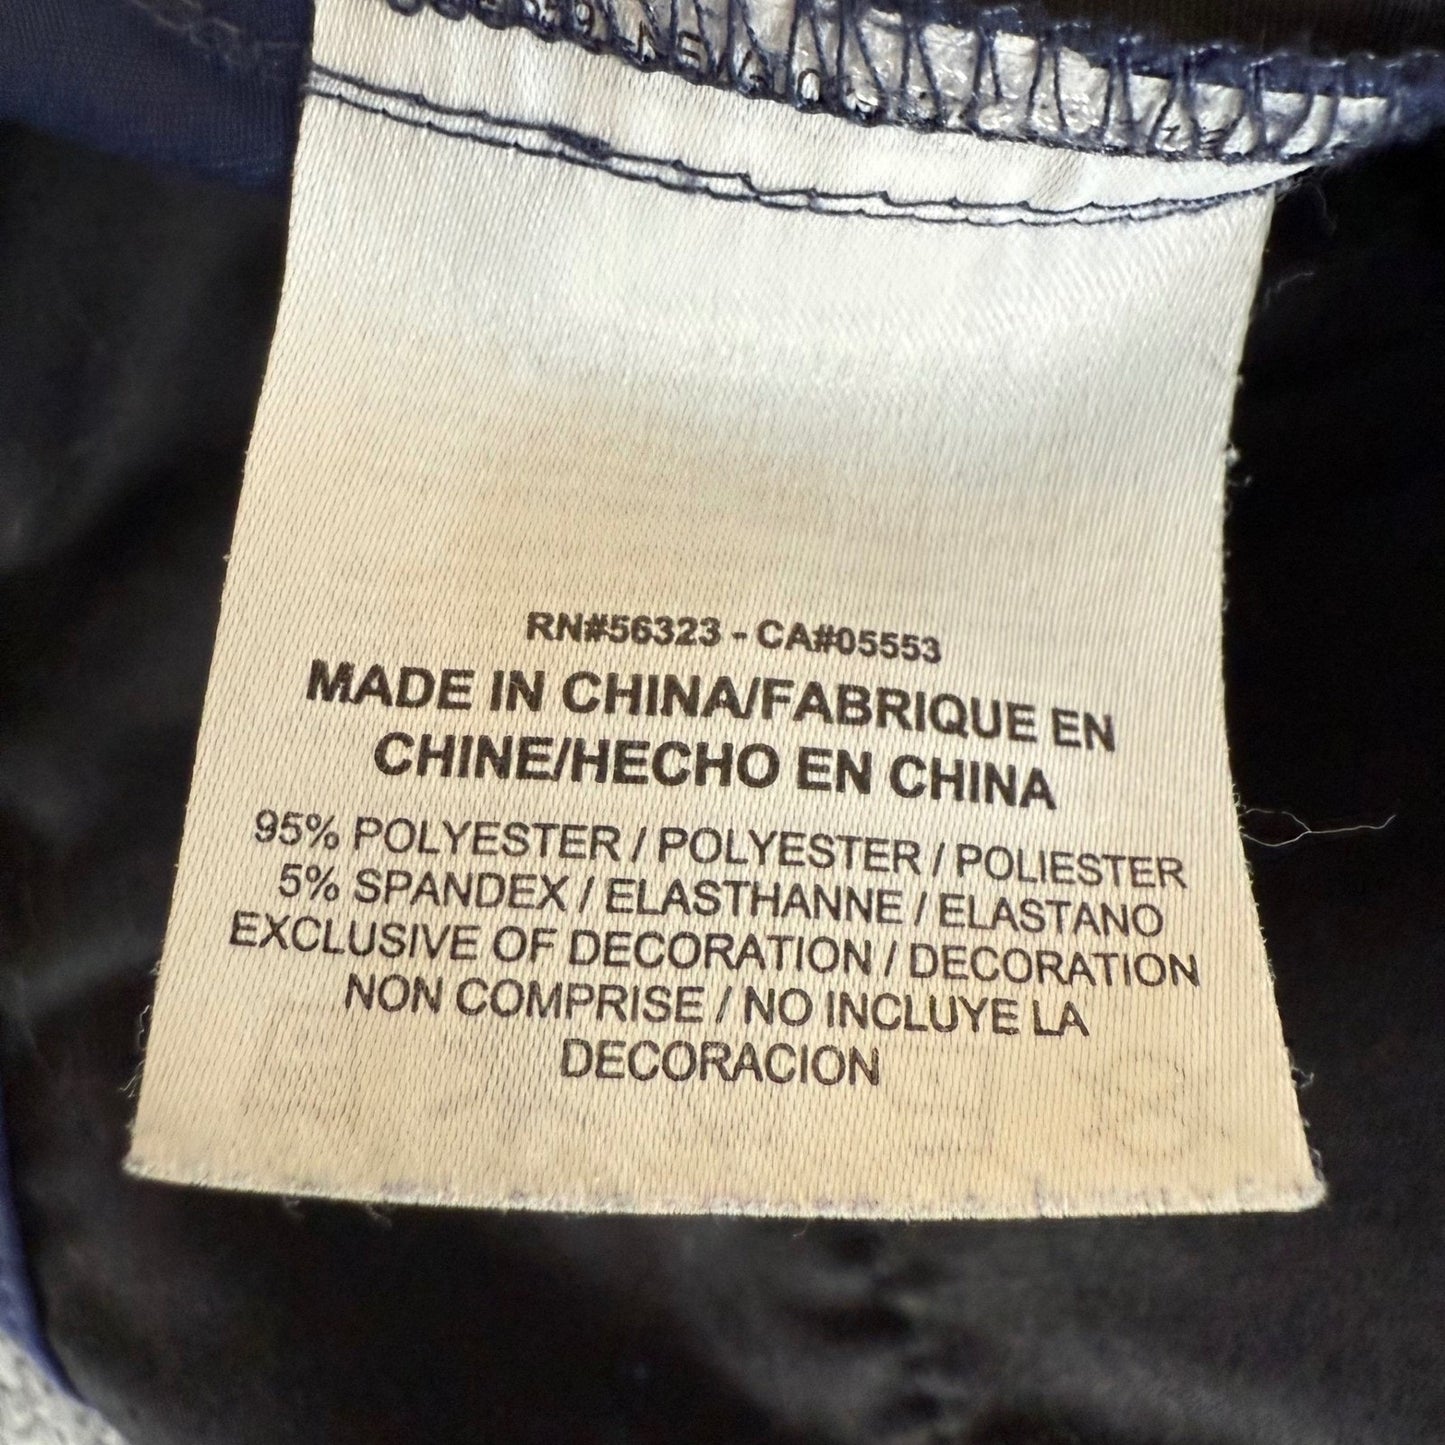 RN#56323 - CA#05553
MADE IN CHINA/FABRIQUE EN
CHINE/HECHO EN CHINA
95% POLYESTER / POLYESTER / POLIESTER
5% SPANDEX / ELASTHANNE / ELASTANO
EXCLUSIVE OF DECORATION / DECORATION
NON COMPRISE / NO INCLUYE LA
DECORACION